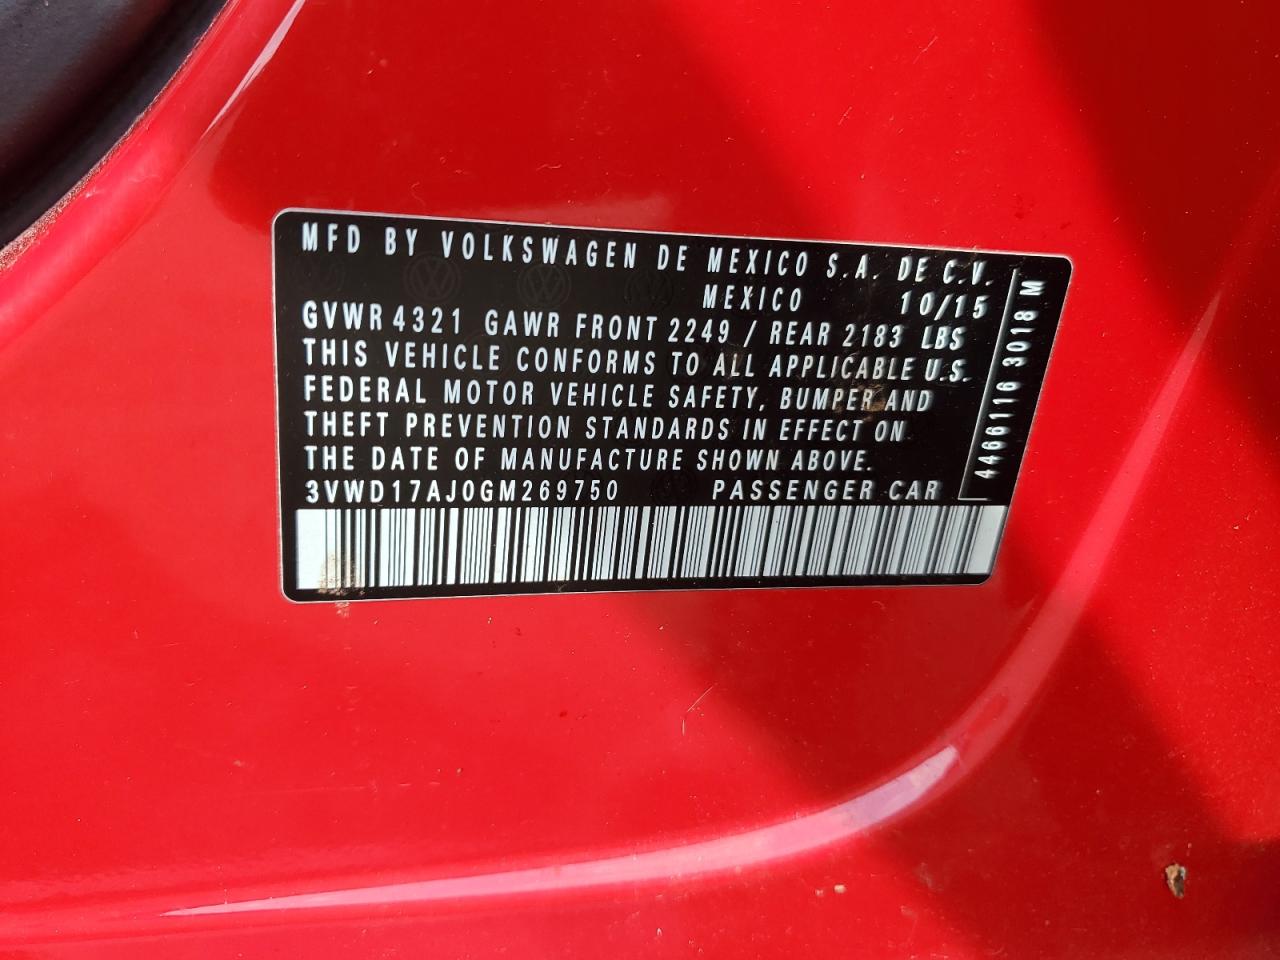 MFD BY VOLKSWAGEN DE MEXICO S.A. DE C.V.
MEXICO 10/15
GVWR 4321 GAWR FRONT 2249 / REAR 2183 LBS
THIS VEHICLE CONFORMS TO ALL APPLICABLE U.S.
FEDERAL MOTOR VEHICLE SAFETY, BUMPER AND
THEFT PREVENTION STANDARDS IN EFFECT ON
THE DATE OF MANUFACTURE SHOWN ABOVE.
3VWD17AJ0GM269750 PASSENGER CAR
4466116 3018 M